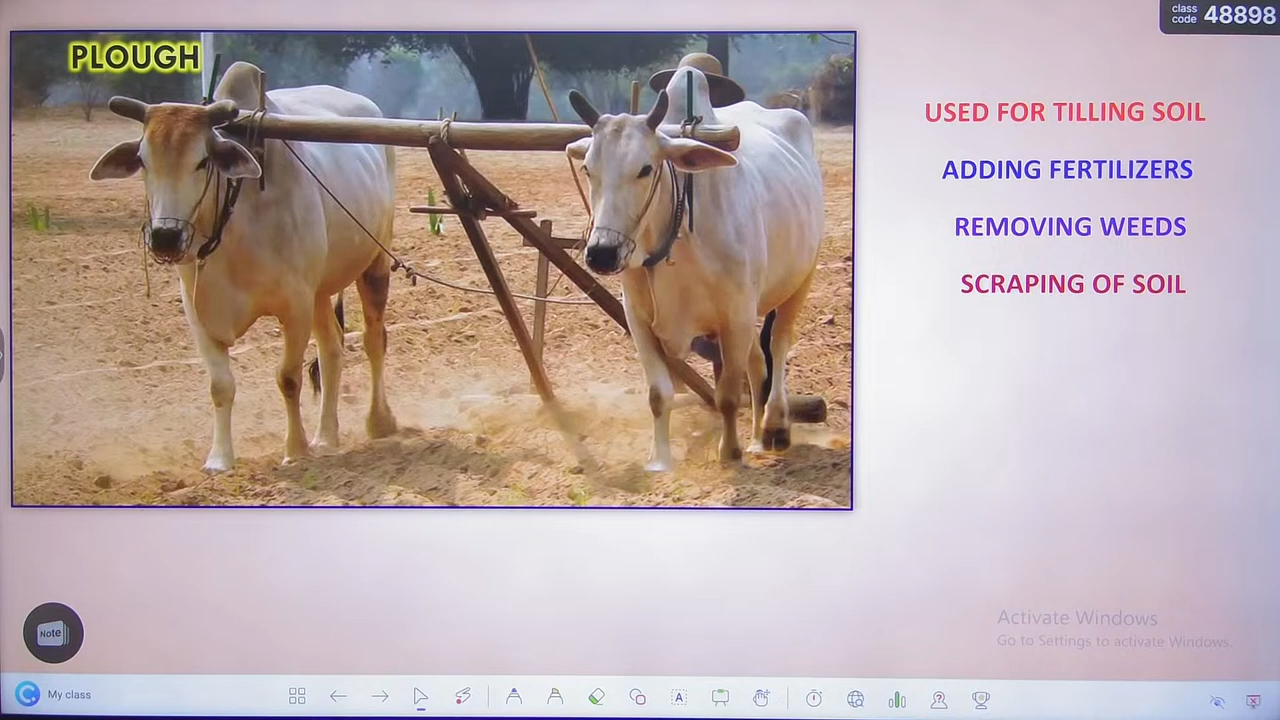 class
code 48898
PLOUGH
USED FOR TILLING SOIL
ADDING FERTILIZERS
REMOVING WEEDS
SCRAPING OF SOIL
Note
Activate Windows
Go to Settings to activate Windows.
My class
A